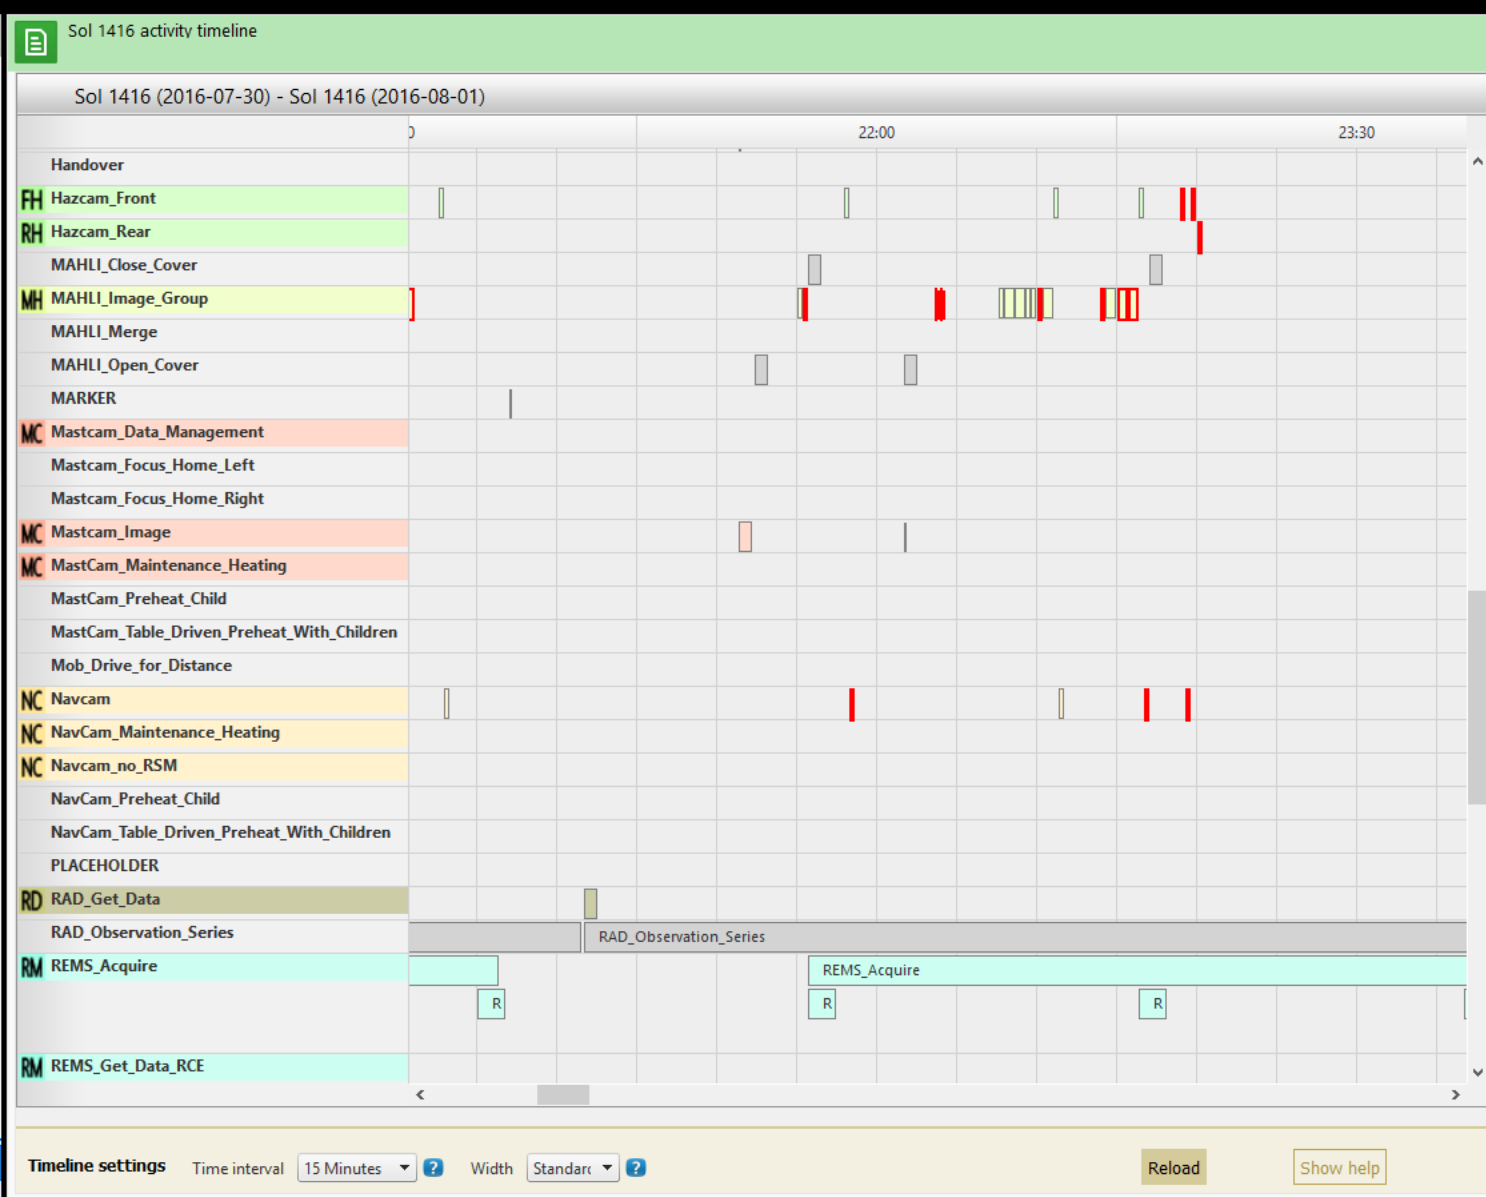 Sol 1416 activity timeline
Sol 1416 (2016-07-30) - Sol 1416 (2016-08-01)
22:00 23:30
Handover
FH Hazcam_Front
RH Hazcam_Rear
MAHLI_Close_Cover
MH MAHLI_Image_Group
MAHLI_Merge
MAHLI_Open_Cover
MARKER
MC Mastcam_Data_Management
Mastcam_Focus_Home_Left
Mastcam_Focus_Home_Right
MC Mastcam_Image
MC MastCam_Maintenance_Heating
MastCam_Preheat_Child
MastCam_Table_Driven_Preheat_With_Children
Mob_Drive_for_Distance
NC Navcam
NC NavCam_Maintenance_Heating
NC Navcam_no_RSM
NavCam_Preheat_Child
NavCam_Table_Driven_Preheat_With_Children
PLACEHOLDER
RD RAD_Get_Data
RAD_Observation_Series RAD_Observation_Series
RM REMS_Acquire REMS_Acquire
R R R
RM REMS_Get_Data_RCE
Timeline settings Time interval 15 Minutes ? Width Standard ? Reload Show help